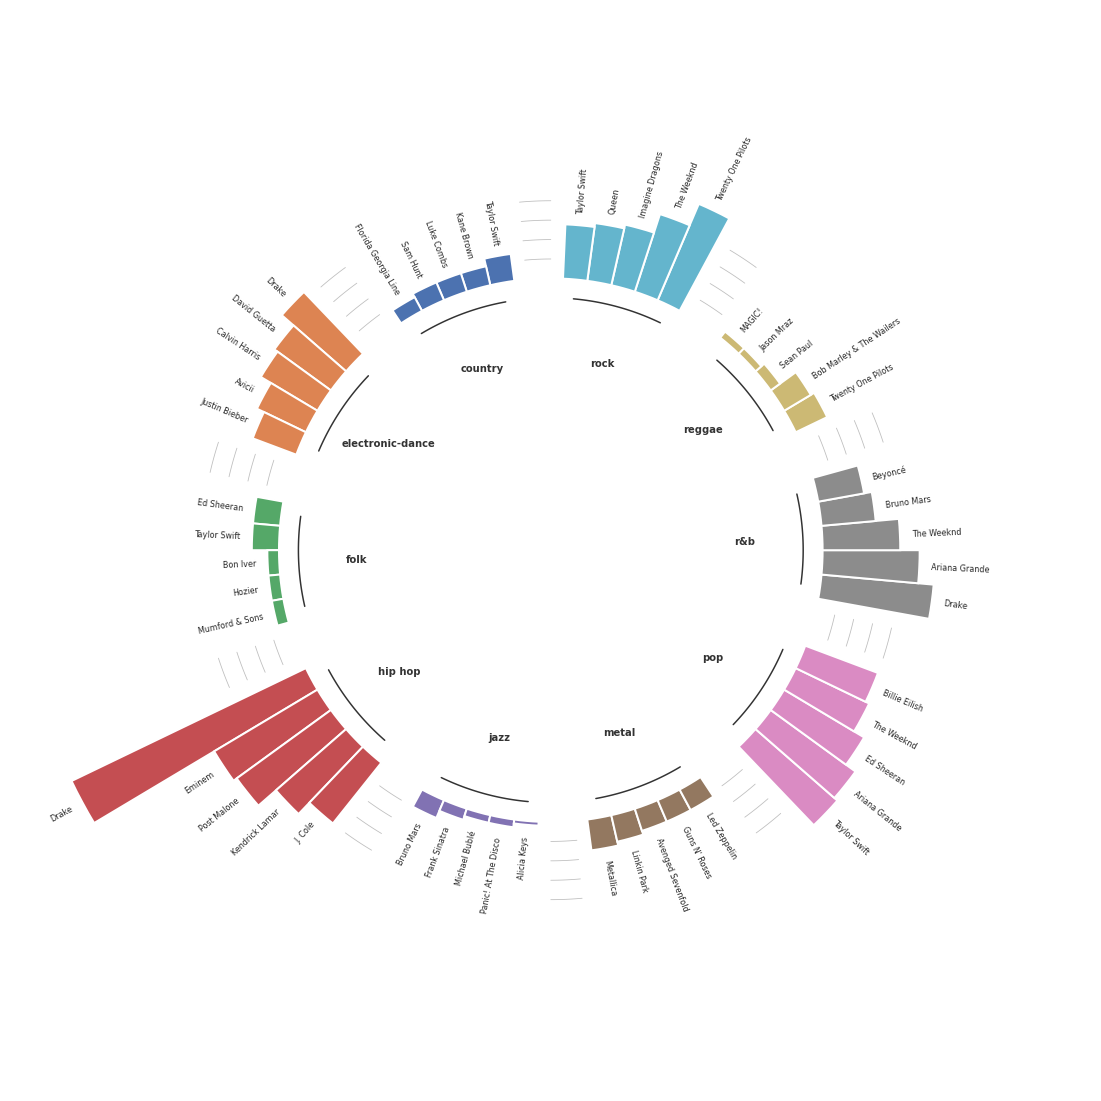 Taylor Swift
Queen
Imagine Dragons
The Weeknd
Twenty One Pilots
rock
MAGIC!
Jason Mraz
Sean Paul
Bob Marley & The Wailers
Twenty One Pilots
reggae
Beyoncé
Bruno Mars
The Weeknd
Ariana Grande
Drake
r&b
Billie Eilish
The Weeknd
Ed Sheeran
Ariana Grande
Taylor Swift
pop
Led Zeppelin
Guns N' Roses
Avenged Sevenfold
Linkin Park
Metallica
metal
Alicia Keys
Panic! At The Disco
Michael Bublé
Frank Sinatra
Bruno Mars
jazz
J. Cole
Kendrick Lamar
Post Malone
Eminem
Drake
hip hop
Mumford & Sons
Hozier
Bon Iver
Taylor Swift
Ed Sheeran
folk
Justin Bieber
Avicii
Calvin Harris
David Guetta
Drake
electronic-dance
Florida Georgia Line
Sam Hunt
Luke Combs
Kane Brown
Taylor Swift
country